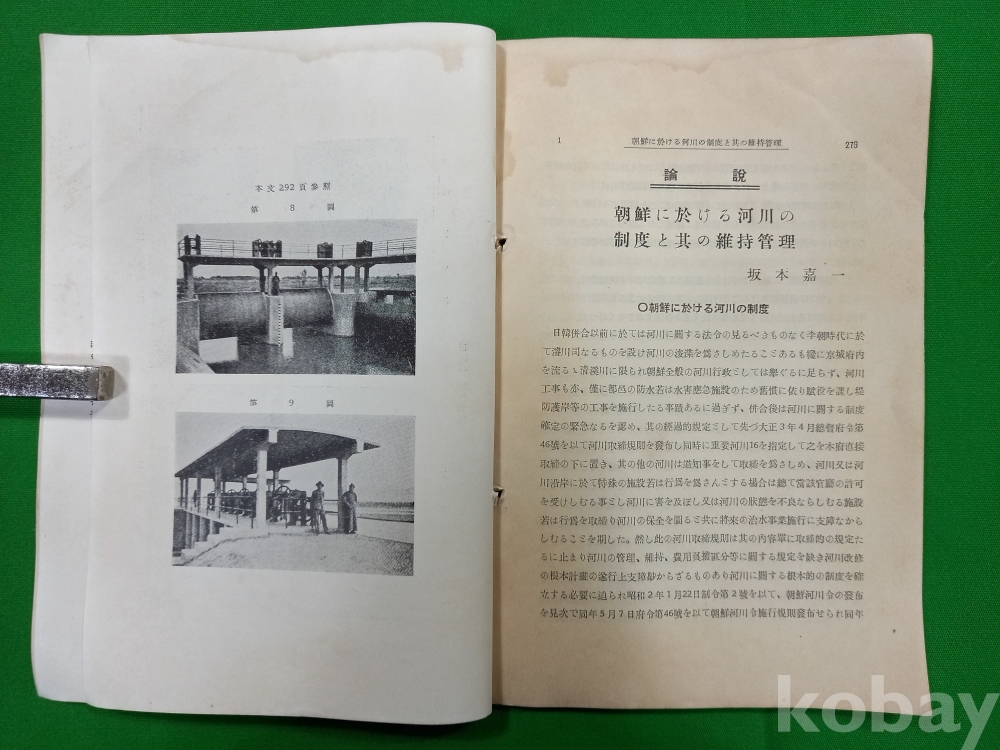 本文292頁參照
第 8 圖
第 9 圖
1 朝鮮に於ける河川の制度と其の維持管理 279
論 說
朝鮮に於ける河川の
制度と其の維持管理
坂本嘉一
○朝鮮に於ける河川の制度
日韓併合以前に於ては河川に關する法令の見るべきものなく李朝時代に於
て濬川司なるものを設け河川の浚渫を爲さしめたることあるも纔に京城府内
を流るゝ淸溪川に限られ朝鮮全般の河川行政としては擧ぐるに足らず、河川
工事も亦、僅に都邑の防水若は水害應急施設のため舊慣に依り賦役を課し堤
防護岸等の工事を施行したる事蹟あるに過ぎず、併合後は河川に關する制度
確定の緊急なるを認め、其の經過的規定として先づ大正3年4月總督府令第
46號を以て河川取締規則を發布し同時に重要河川16を指定して之を本府直接
取締の下に置き、其の他の河川は道知事をして取締を爲さしめ、河川又は河
川沿岸に於て特殊の施設若は行爲を爲さんとする場合は總て當該官廳の許可
を受けしむる事とし河川に害を及ぼし又は河川の狀態を不良ならしむる施設
若は行爲を取締り河川の保全を圖ると共に將來の治水事業施行に支障なから
しむることを期した。然し此の河川取締規則は其の內容單に取締的の規定た
るに止まり河川の管理、維持、費用負擔區分等に關する規定を缺き河川改修
の根本計畫の遂行上支障尠からざるものあり河川に關する根本的の制度を確
立する必要に迫られ昭和2年1月22日制令第2號を以て、朝鮮河川令の發布
を見次で同年5月7日府令第46號を以て朝鮮河川令施行規則發布せられ同年
kobay